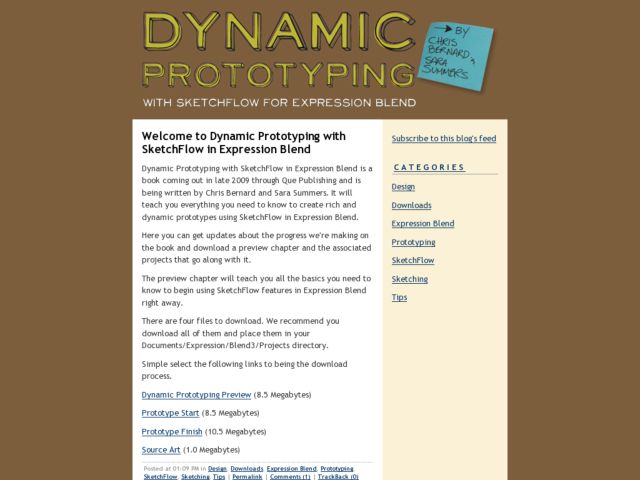 DYNAMIC
PROTOTYPING
WITH SKETCHFLOW FOR EXPRESSION BLEND
BY
CHRIS
BERNARD &
SARA
SUMMERS
Welcome to Dynamic Prototyping with
SketchFlow in Expression Blend
Dynamic Prototyping with SketchFlow in Expression Blend is a
book coming out in late 2009 through Que Publishing and is
being written by Chris Bernard and Sara Summers. It will
teach you everything you need to know to create rich and
dynamic prototypes using SketchFlow in Expression Blend.
Here you can get updates about the progress we're making on
the book and download a preview chapter and the associated
projects that go along with it.
The preview chapter will teach you all the basics you need to
know to begin using SketchFlow features in Expression Blend
right away.
There are four files to download. We recommend you
download all of them and place them in your
Documents/Expression/Blend3/Projects directory.
Simple select the following links to being the download
process.
Dynamic Prototyping Preview (8.5 Megabytes)
Prototype Start (8.5 Megabytes)
Prototype Finish (10.5 Megabytes)
Source Art (1.0 Megabytes)
Posted at 01:09 PM in Design, Downloads, Expression Blend, Prototyping,
SketchFlow, Sketching, Tips | Permalink | Comments (1) | TrackBack (0)
Subscribe to this blog's feed
CATEGORIES
Design
Downloads
Expression Blend
Prototyping
SketchFlow
Sketching
Tips